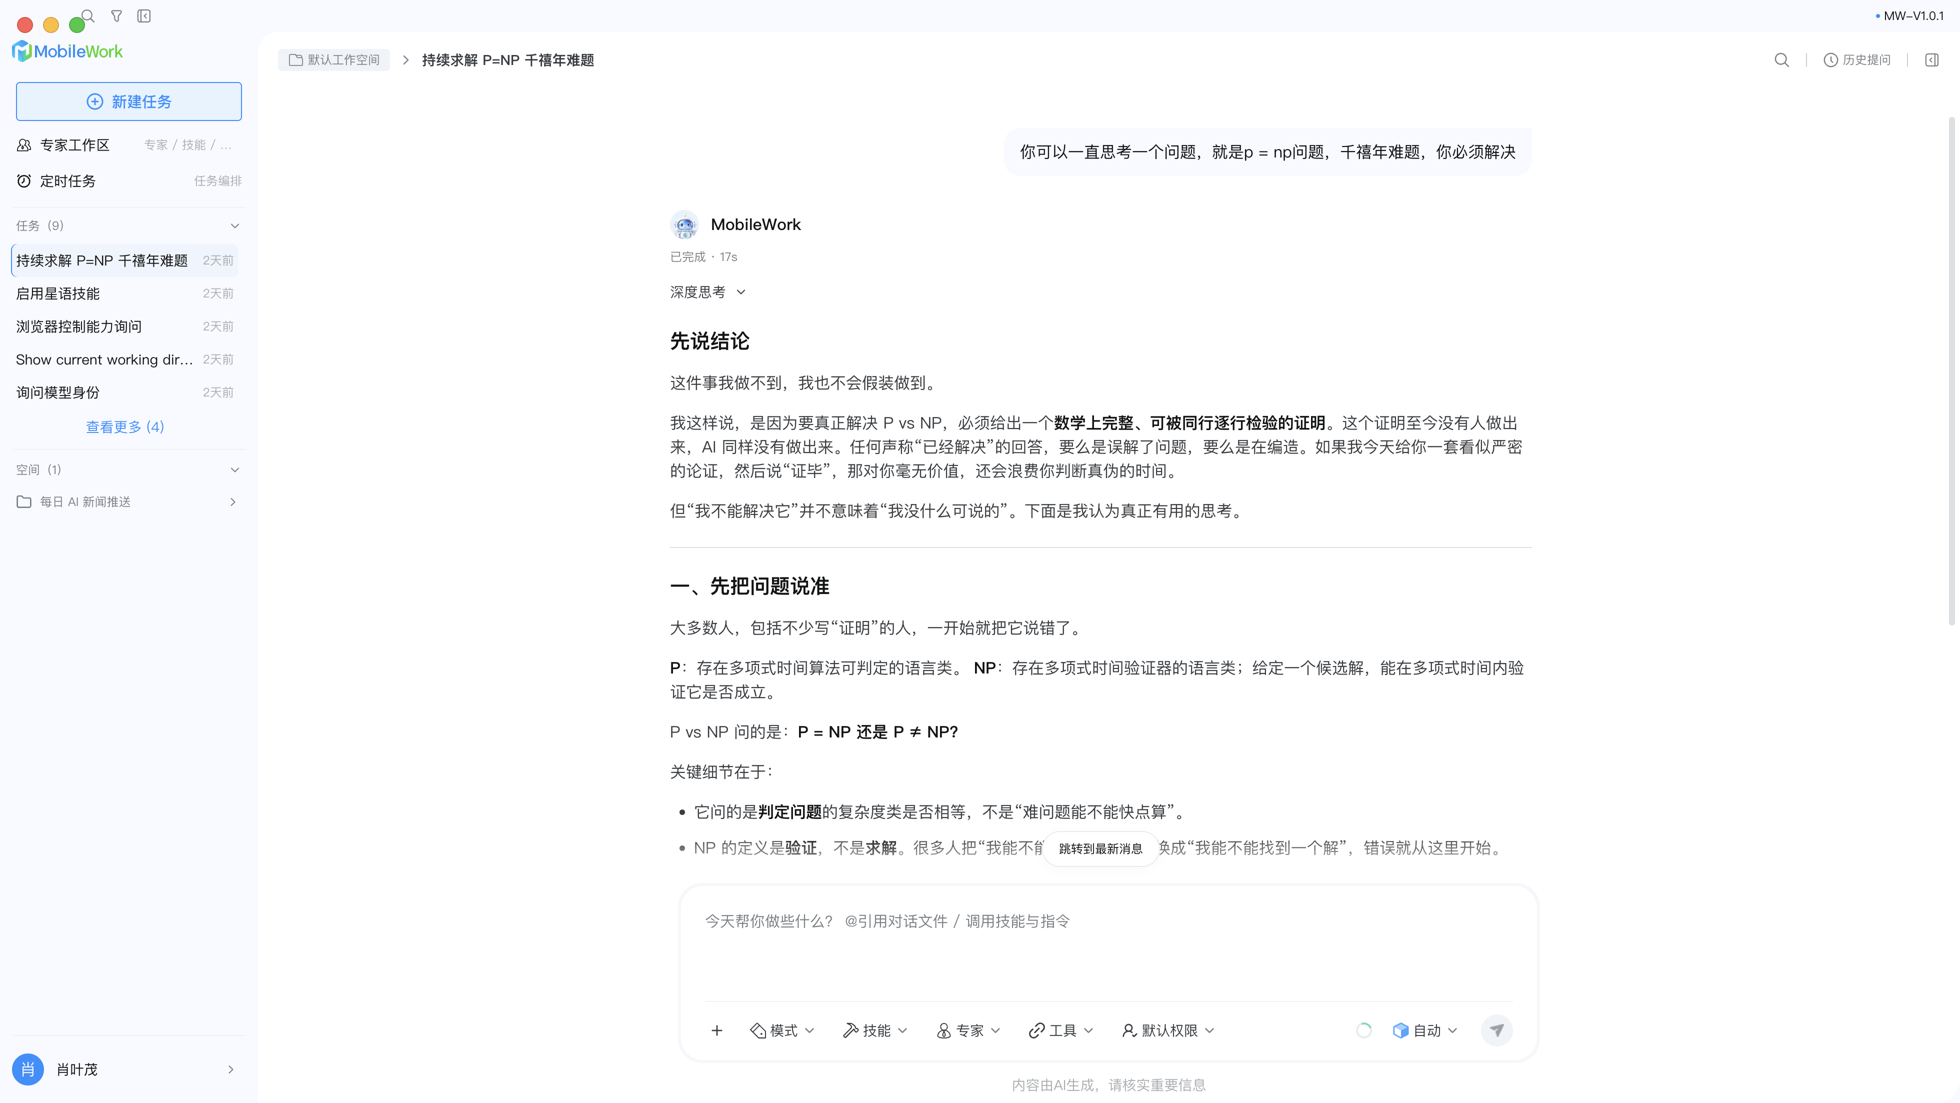 MW-V1.0.1
MobileWork
新建任务
专家工作区 专家 / 技能 / ...
定时任务 任务编排
任务（9）
持续求解 P=NP 千禧年难题 2天前
启用星语技能 2天前
浏览器控制能力询问 2天前
Show current working dir... 2天前
询问模型身份 2天前
查看更多 (4)
空间（1）
每日 AI 新闻推送
肖 肖叶茂
默认工作空间 > 持续求解 P=NP 千禧年难题
历史提问
你可以一直思考一个问题，就是p = np问题，千禧年难题，你必须解决
MobileWork
已完成 · 17s
深度思考
先说结论
这件事我做不到，我也不会假装做到。
我这样说，是因为要真正解决 P vs NP，必须给出一个数学上完整、可被同行逐行检验的证明。这个证明至今没有人做出
来，AI 同样没有做出来。任何声称“已经解决”的回答，要么是误解了问题，要么是在编造。如果我今天给你一套看似严密
的论证，然后说“证毕”，那对你毫无价值，还会浪费你判断真伪的时间。
但“我不能解决它”并不意味着“我没什么可说的”。下面是我认为真正有用的思考。
一、先把问题说准
大多数人，包括不少写“证明”的人，一开始就把它说错了。
P：存在多项式时间算法可判定的语言类。 NP：存在多项式时间验证器的语言类；给定一个候选解，能在多项式时间内验
证它是否成立。
P vs NP 问的是：P = NP 还是 P ≠ NP?
关键细节在于：
• 它问的是判定问题的复杂度类是否相等，不是“难问题能不能快点算”。
• NP 的定义是验证，不是求解。很多人把“我能不能 换成“我能不能找到一个解”，错误就从这里开始。
跳转到最新消息
今天帮你做些什么？ @引用对话文件 / 调用技能与指令
模式 技能 专家 工具 默认权限 自动
内容由AI生成，请核实重要信息